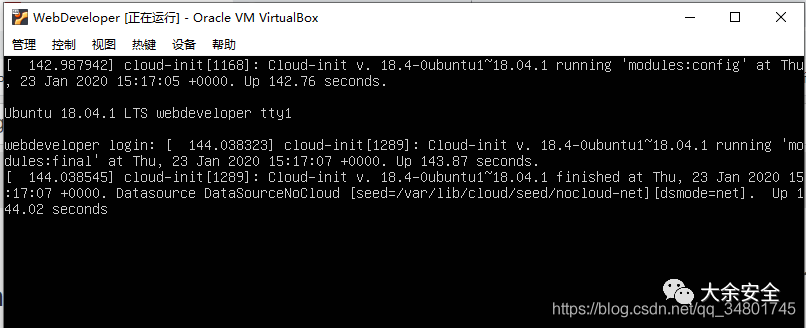 WebDeveloper [正在运行] - Oracle VM VirtualBox
管理 控制 视图 热键 设备 帮助
[  142.987942] cloud-init[1168]: Cloud-init v. 18.4-0ubuntu1~18.04.1 running 'modules:config' at Thu
, 23 Jan 2020 15:17:05 +0000. Up 142.76 seconds.
Ubuntu 18.04.1 LTS webdeveloper tty1
webdeveloper login: [  144.038323] cloud-init[1289]: Cloud-init v. 18.4-0ubuntu1~18.04.1 running 'mo
dules:final' at Thu, 23 Jan 2020 15:17:07 +0000. Up 143.87 seconds.
[  144.038545] cloud-init[1289]: Cloud-init v. 18.4-0ubuntu1~18.04.1 finished at Thu, 23 Jan 2020 15
:17:07 +0000. Datasource DataSourceNoCloud [seed=/var/lib/cloud/seed/nocloud-net][dsmode=net].  Up 1
44.02 seconds
大余安全
https://blog.csdn.net/qq_34801745